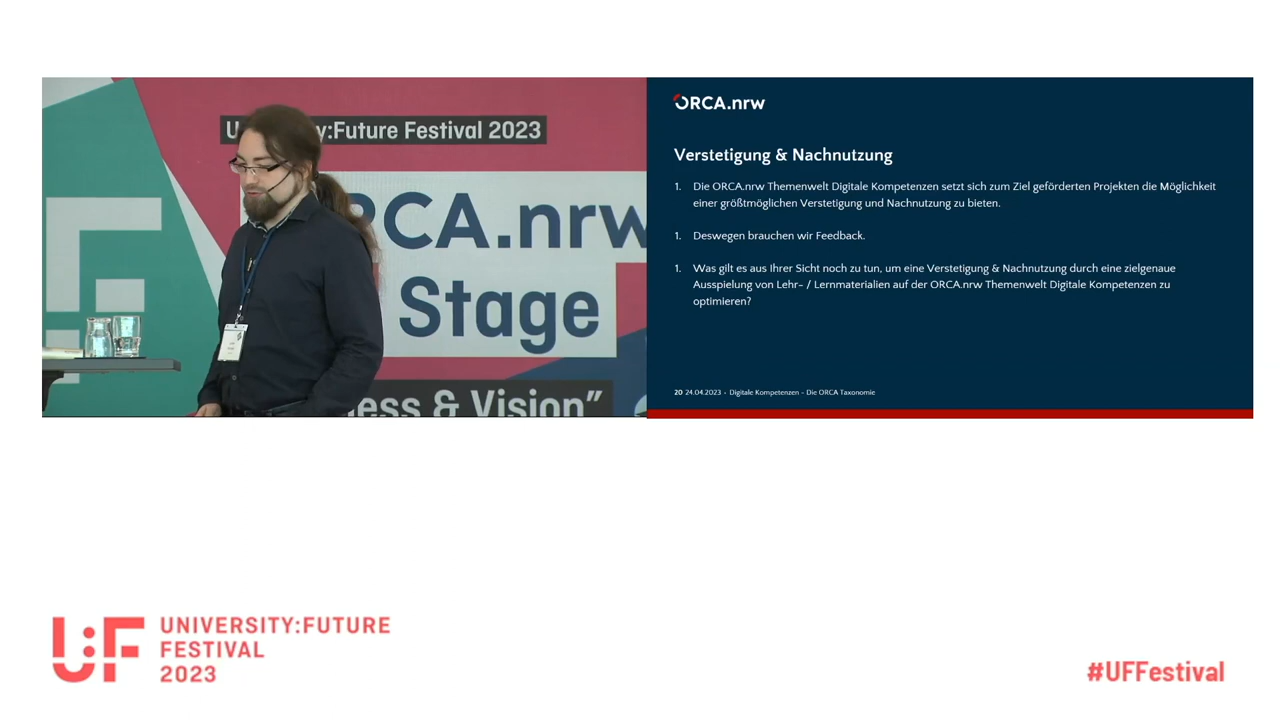 University:Future Festival 2023
ORCA.nrw
Stage
ness & Vision”
ORCA.nrw
Verstetigung & Nachnutzung
1. Die ORCA.nrw Themenwelt Digitale Kompetenzen setzt sich zum Ziel geförderten Projekten die Möglichkeit
einer größtmöglichen Verstetigung und Nachnutzung zu bieten.
1. Deswegen brauchen wir Feedback.
1. Was gilt es aus Ihrer Sicht noch zu tun, um eine Verstetigung & Nachnutzung durch eine zielgenaue
Ausspielung von Lehr- / Lernmaterialien auf der ORCA.nrw Themenwelt Digitale Kompetenzen zu
optimieren?
20 24.04.2023 - Digitale Kompetenzen - Die ORCA Taxonomie
U:F UNIVERSITY:FUTURE
FESTIVAL
2023
#UFFestival